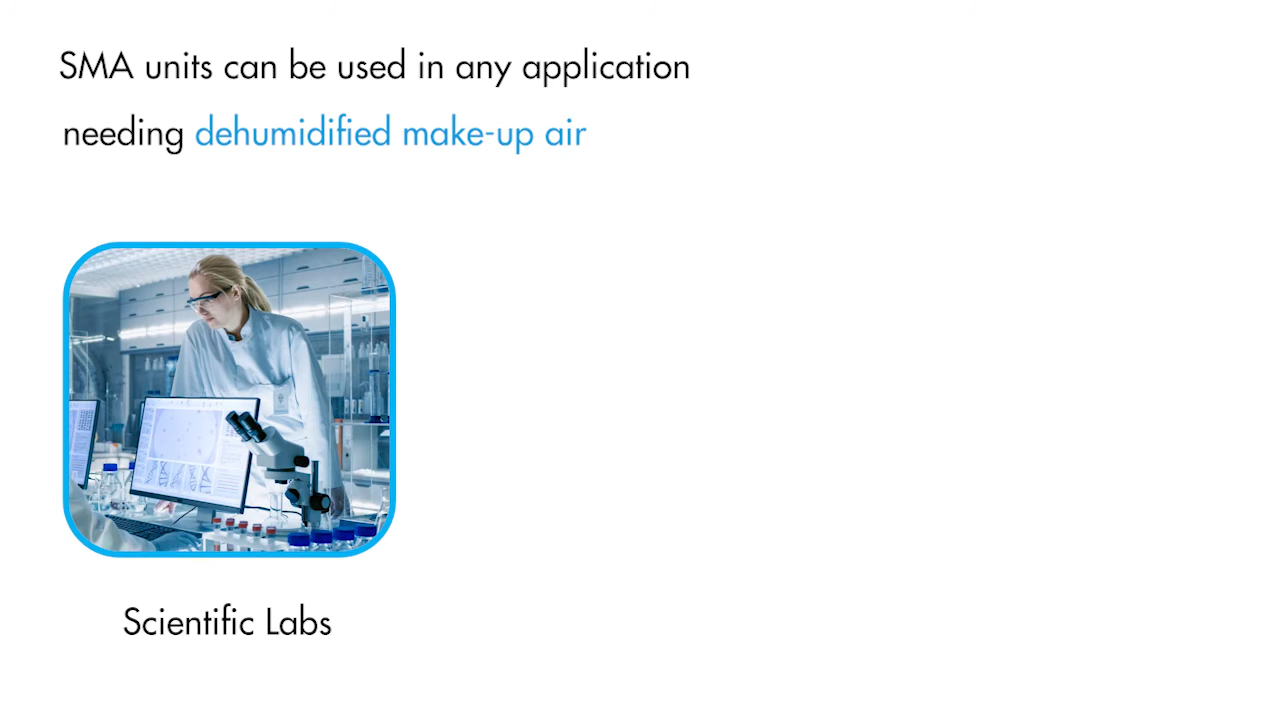 SMA units can be used in any application
needing dehumidified make-up air
Scientific Labs